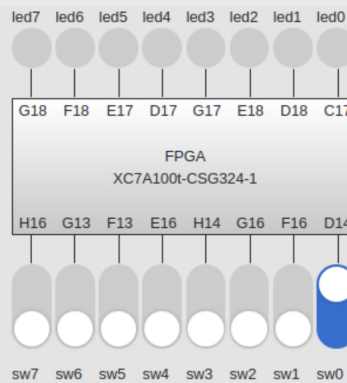 led7 led6 led5 led4 led3 led2 led1 led0
G18 F18 E17 D17 G17 E18 D18 C17
FPGA
XC7A100t-CSG324-1
H16 G13 F13 E16 H14 G16 F16 D14
sw7 sw6 sw5 sw4 sw3 sw2 sw1 sw0